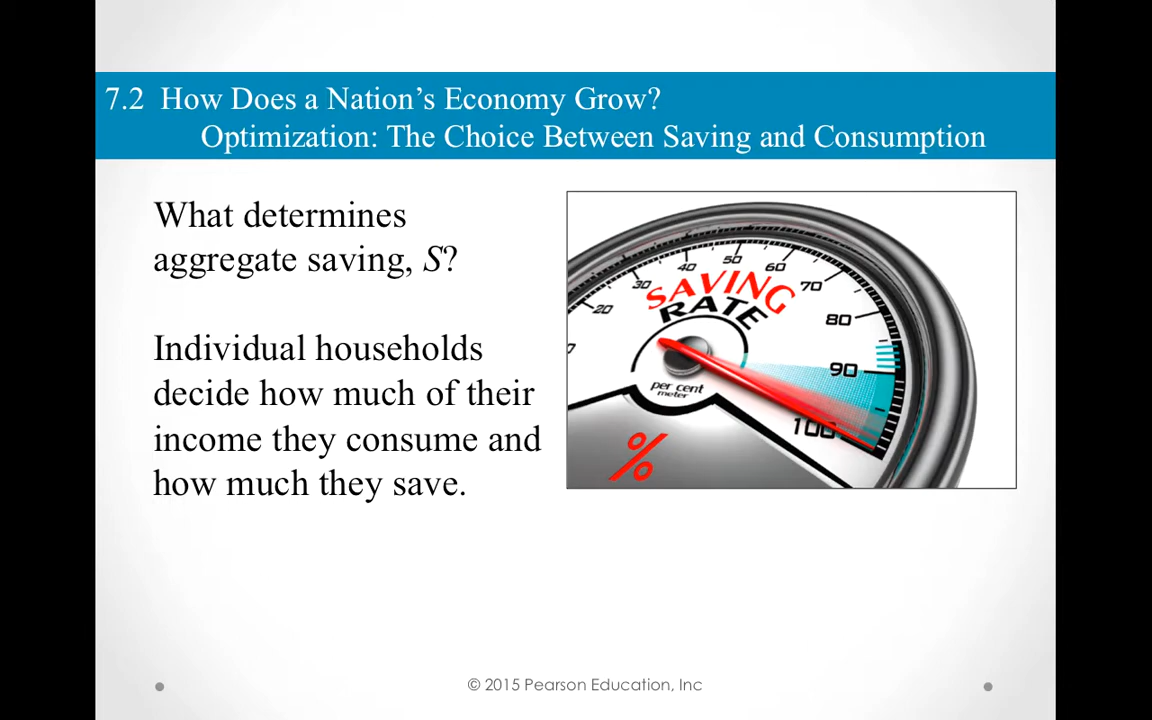 7.2 How Does a Nation's Economy Grow?
Optimization: The Choice Between Saving and Consumption
What determines
aggregate saving, S?
Individual households
decide how much of their
income they consume and
how much they save.
20
30
40
50
60
70
80
90
100
SAVING
RATE
per cent
meter
%
© 2015 Pearson Education, Inc